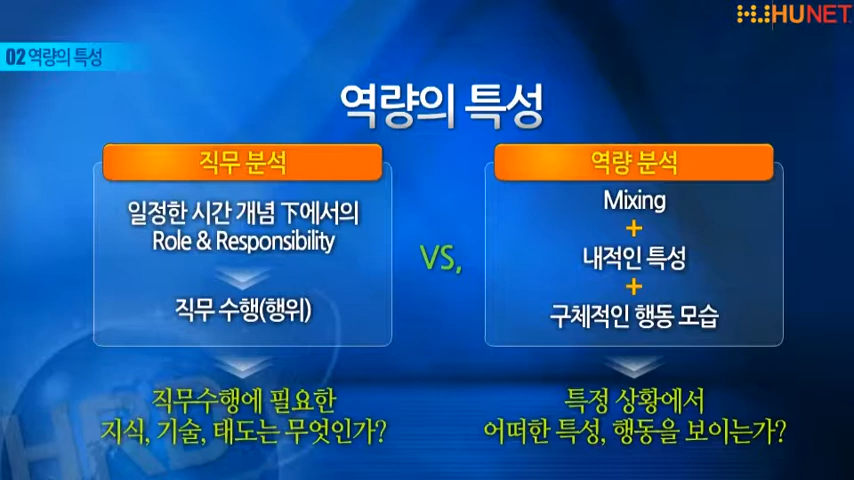 HUNET
02 역량의 특성
역량의 특성
직무 분석
일정한 시간 개념 下에서의
Role & Responsibility
직무 수행(행위)
직무수행에 필요한
지식, 기술, 태도는 무엇인가?
VS,
역량 분석
Mixing
+
내적인 특성
+
구체적인 행동 모습
특정 상황에서
어떠한 특성, 행동을 보이는가?
HRD